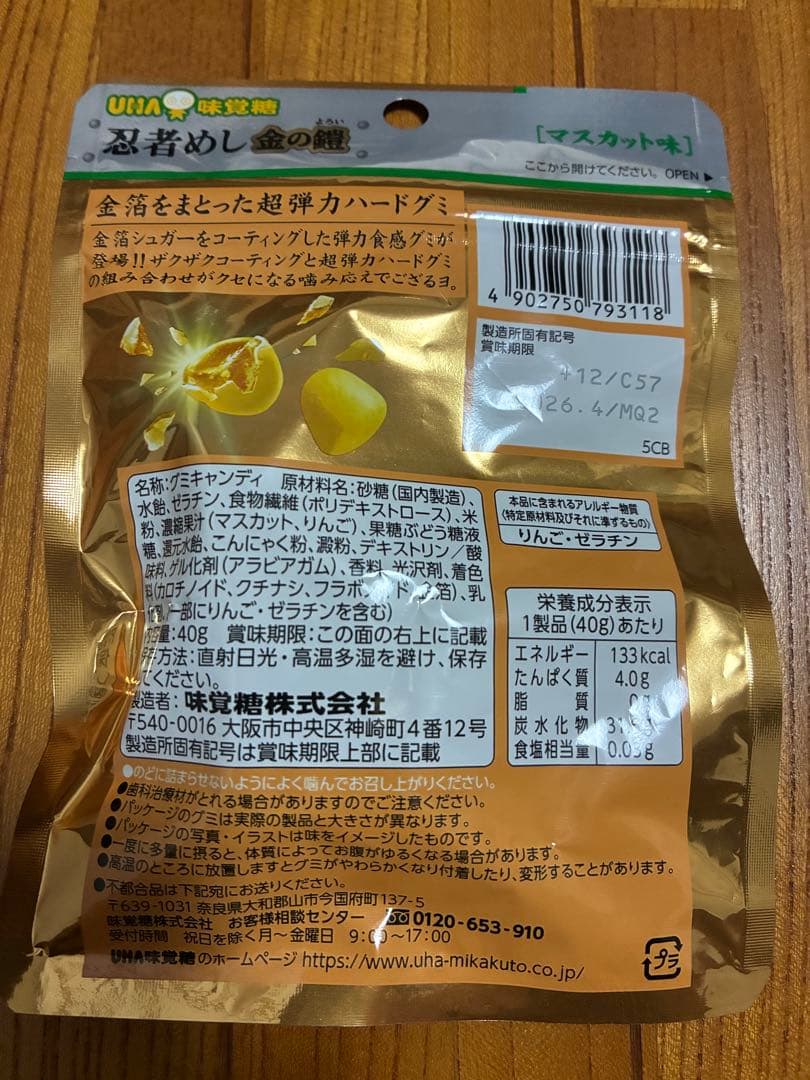 UHA味覚糖
忍者めし 金の鎧
よろい
[マスカット味]
ここから開けてください。OPEN▶
金箔をまとった超弾力ハードグミ
金箔シュガーをコーティングした弾力食感グミが
登場!!ザクザクコーティングと超弾力ハードグミ
の組み合わせがクセになる噛み応えでござるヨ。
4 902750 793118
製造所固有記号
賞味期限
+12/C57
26.4/MQ2
5CB
名称:グミキャンディ 原材料名:砂糖(国内製造)、
水飴、ゼラチン、食物繊維(ポリデキストロース)、米
粉、濃縮果汁(マスカット、りんご)、果糖ぶどう糖液
糖、還元水飴、こんにゃく粉、澱粉、デキストリン/酸
味料、ゲル化剤(アラビアガム)、香料、光沢剤、着色
料(カロチノイド、クチナシ、フラボ ド、 箔)、乳
一部にりんご・ゼラチンを含む)
量:40g 賞味期限:この面の右上に記載
方法:直射日光・高温多湿を避け、保存
ください。
製造者:味覚糖株式会社
〒540-0016 大阪市中央区神崎町4番12号
製造所固有記号は賞味期限上部に記載
本品に含まれるアレルギー物質
(特定原材料及びそれに準ずるもの)
りんご・ゼラチン
栄養成分表示
1製品(40g)あたり
エネルギー 133kcal
たんぱく質 4.0g
脂質
炭水化物
食塩相当量
●のどに詰まらせないようによく噛んでお召し上がりください。
●歯科治療材がとれる場合がありますのでご注意ください。
●パッケージのグミは実際の製品と大きさが異なります。
●パッケージの写真・イラストは味をイメージしたものです。
●一度に多量に摂ると、体質によってお腹がゆるくなる場合があります。
●高温のところに放置しますとグミがやわらかくなり付着したり、変形することがあります。
●不都合品は下記宛にお送りください。
〒639-1031 奈良県大和郡山市今国府町137-5
味覚糖株式会社 お客様相談センター 0120-653-910
受付時間 祝日を除く月〜金曜日 9:00〜17:00
UHA味覚糖のホームページ https://www.uha-mikakuto.co.jp/
プラ